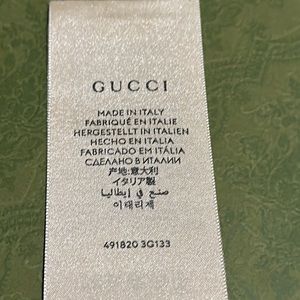 GUCCI
MADE IN ITALY
FABRIQUÉ EN ITALIE
HERGESTELLT IN ITALIEN
HECHO EN ITALIA
FABRICADO EM ITÁLIA
СДЕЛАНО В ИТАЛИИ
产地:意大利
イタリア製
صنع في إيطاليا
이태리제
491820 3G133